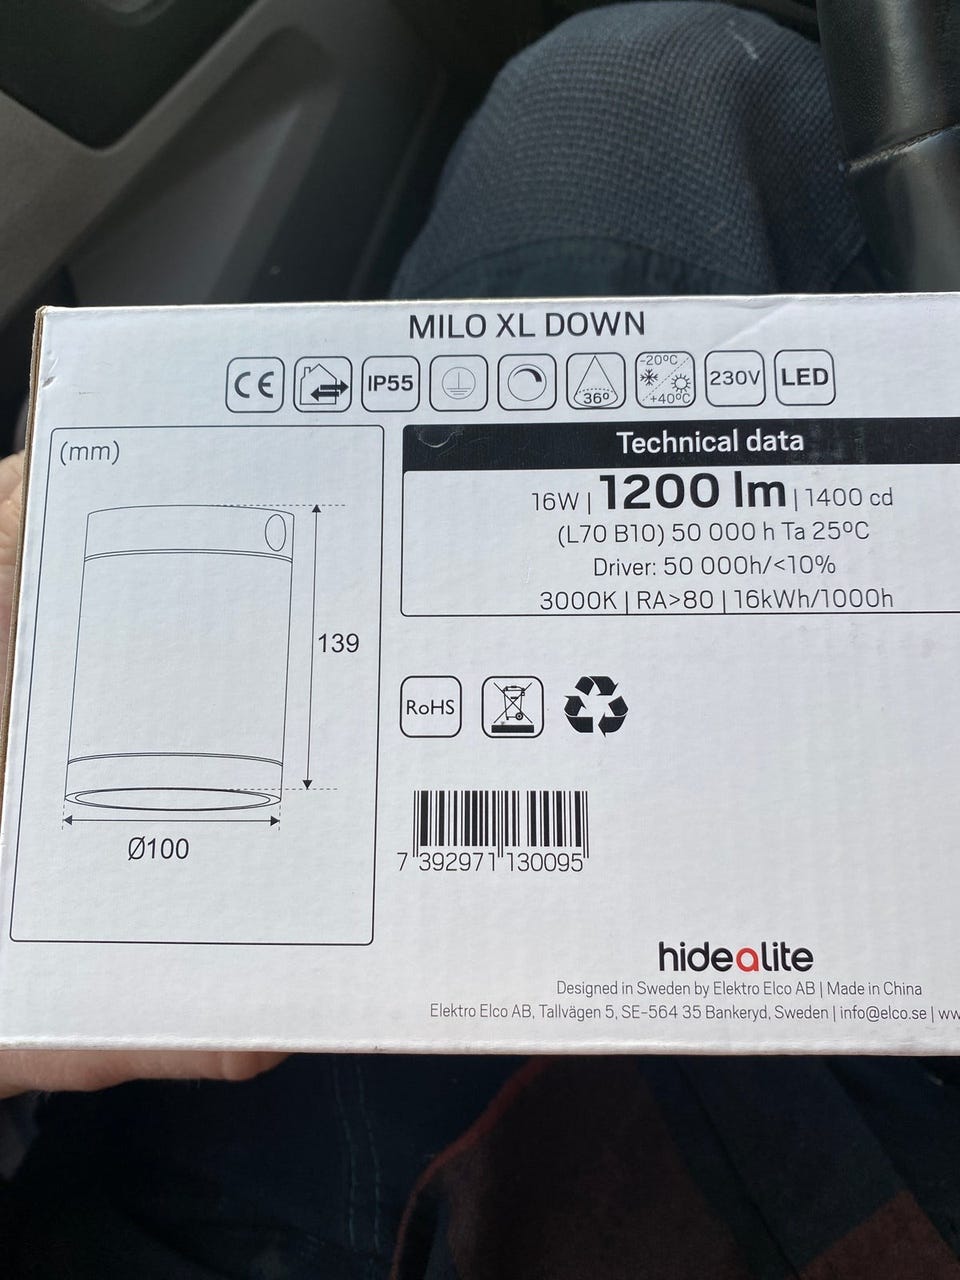 MILO XL DOWN
CE IP55 36° -20°C +40°C 230V LED
(mm)
139
Ø100
Technical data
16W | 1200 lm | 1400 cd
(L70 B10) 50 000 h Ta 25°C
Driver: 50 000h/<10%
3000K | RA>80 | 16kWh/1000h
RoHS
7 392971 130095
hidealite
Designed in Sweden by Elektro Elco AB | Made in China
Elektro Elco AB, Tallvägen 5, SE-564 35 Bankeryd, Sweden | info@elco.se |